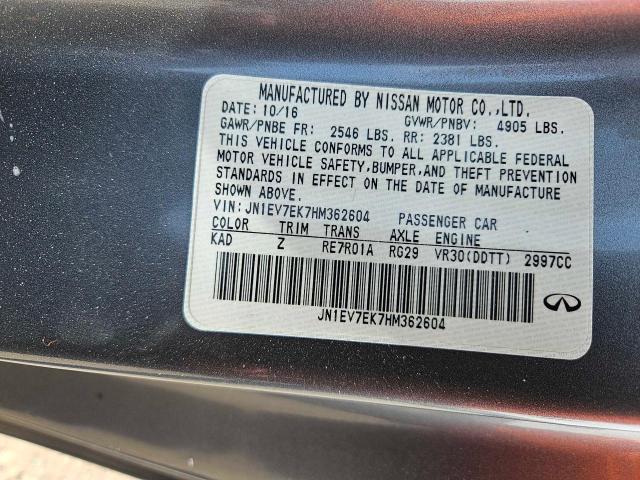 MANUFACTURED BY NISSAN MOTOR CO.,LTD.
DATE: 10/16 GVWR/PNBV: 4905 LBS.
GAWR/PNBE FR: 2546 LBS. RR: 2381 LBS.
THIS VEHICLE CONFORMS TO ALL APPLICABLE FEDERAL
MOTOR VEHICLE SAFETY,BUMPER,AND THEFT PREVENTION
STANDARDS IN EFFECT ON THE DATE OF MANUFACTURE
SHOWN ABOVE.
VIN:JN1EV7EK7HM362604 PASSENGER CAR
COLOR TRIM TRANS AXLE ENGINE
KAD Z RE7R01A RG29 VR30(DDTT) 2997CC
JN1EV7EK7HM362604